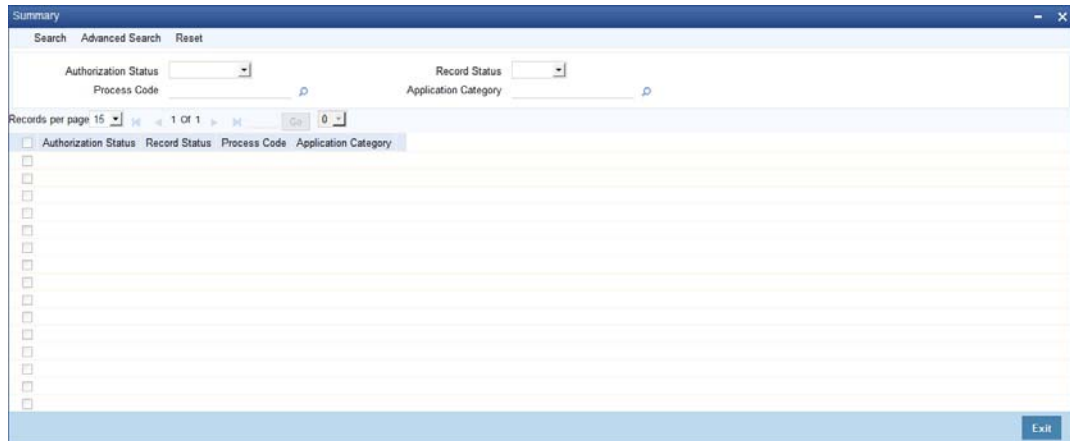 Summary
Search Advanced Search Reset
Authorization Status Record Status
Process Code Application Category
Records per page 15 1 Of 1 Go 0
Authorization Status Record Status Process Code Application Category
Exit